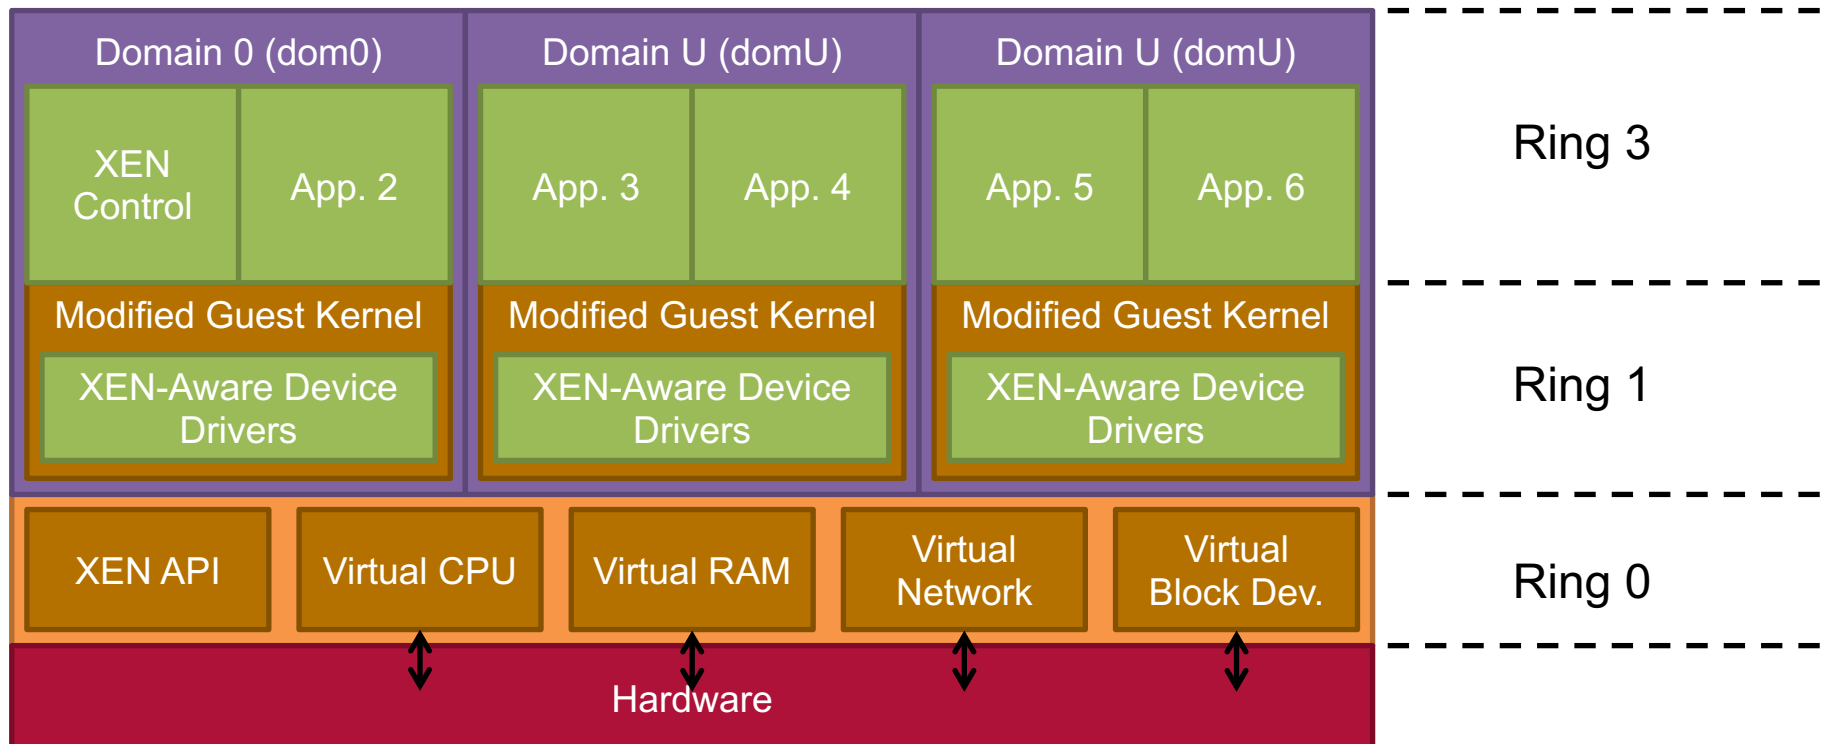 Domain 0 (dom0)
Domain U (domU)
Domain U (domU)
XEN
Control
App. 2
App. 3
App. 4
App. 5
App. 6
Ring 3
Modified Guest Kernel
Modified Guest Kernel
Modified Guest Kernel
XEN-Aware Device
Drivers
XEN-Aware Device
Drivers
XEN-Aware Device
Drivers
Ring 1
XEN API
Virtual CPU
Virtual RAM
Virtual
Network
Virtual
Block Dev.
Ring 0
Hardware